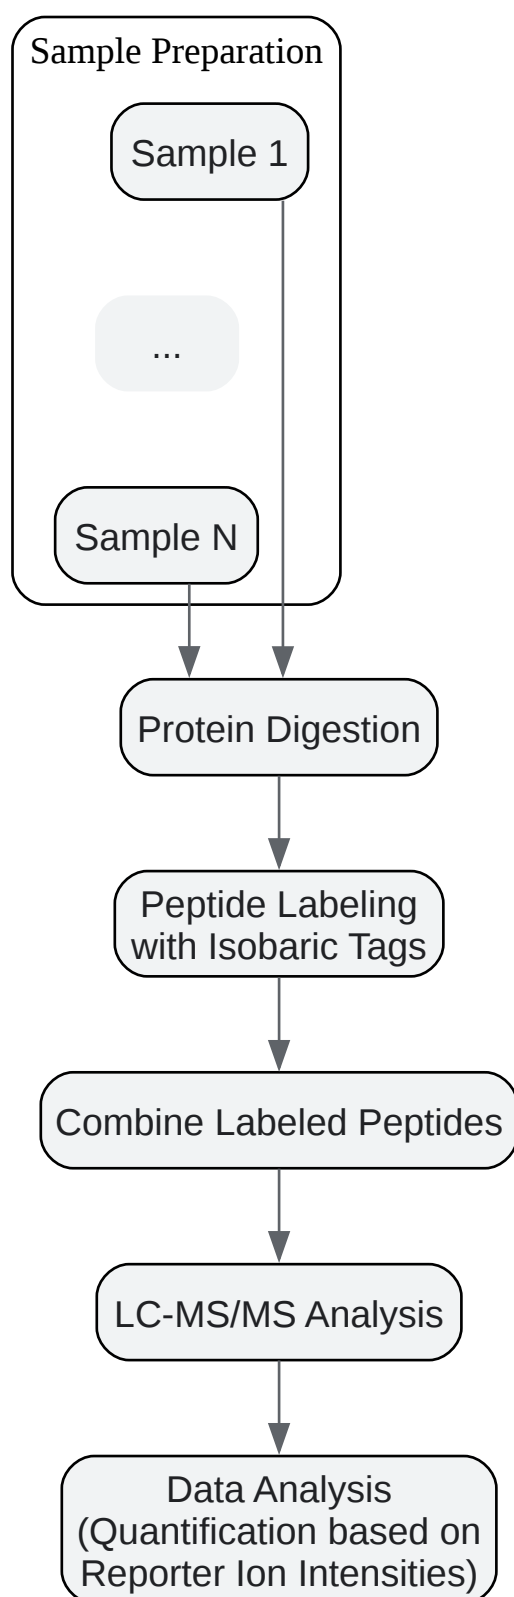 Sample Preparation
Sample 1
...
Sample N
Protein Digestion
Peptide Labeling
with Isobaric Tags
Combine Labeled Peptides
LC-MS/MS Analysis
Data Analysis
(Quantification based on
Reporter Ion Intensities)